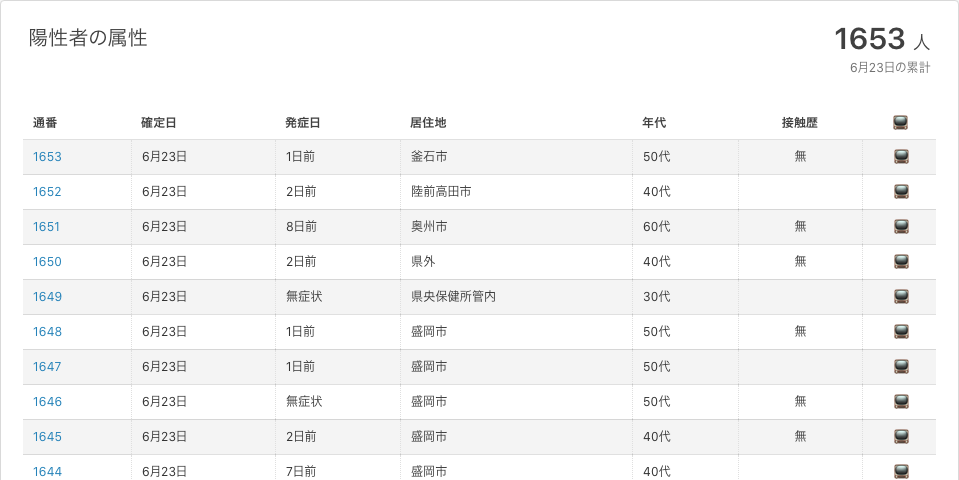 陽性者の属性
1653 人
6月23日の累計
通番 確定日 発症日 居住地 年代 接触歴
1653 6月23日 1日前 釜石市 50代 無
1652 6月23日 2日前 陸前高田市 40代
1651 6月23日 8日前 奥州市 60代 無
1650 6月23日 2日前 県外 40代 無
1649 6月23日 無症状 県央保健所管内 30代
1648 6月23日 1日前 盛岡市 50代 無
1647 6月23日 1日前 盛岡市 50代
1646 6月23日 無症状 盛岡市 50代 無
1645 6月23日 2日前 盛岡市 40代 無
1644 6月23日 7日前 盛岡市 40代